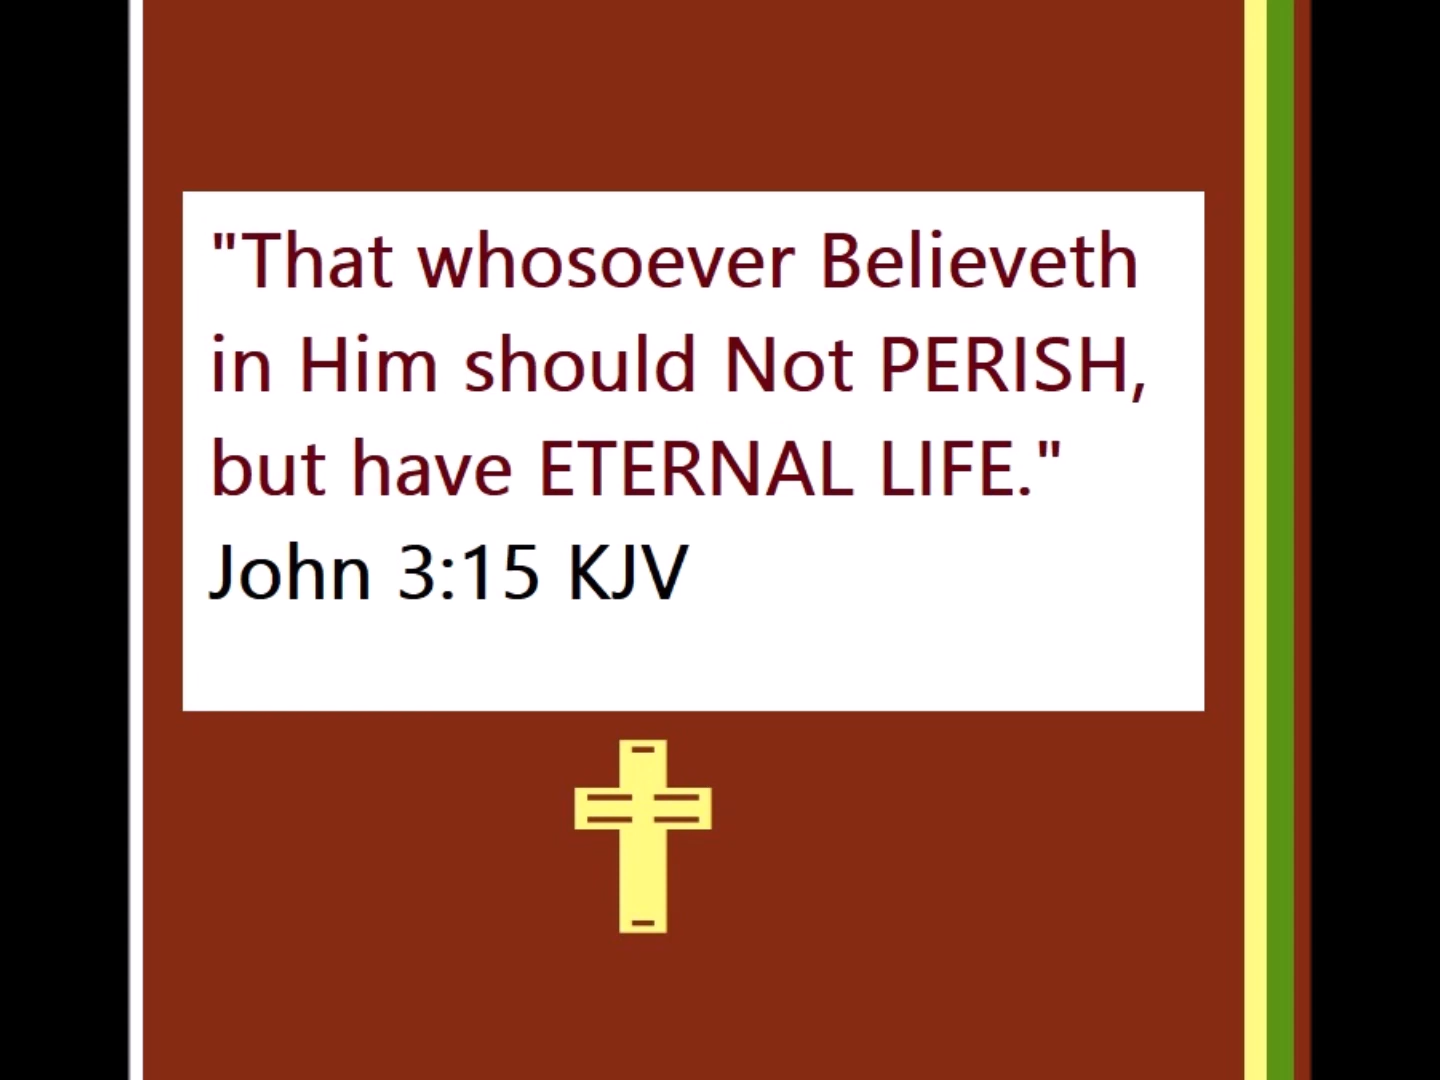 "That whosoever Believeth
in Him should Not PERISH,
but have ETERNAL LIFE."
John 3:15 KJV